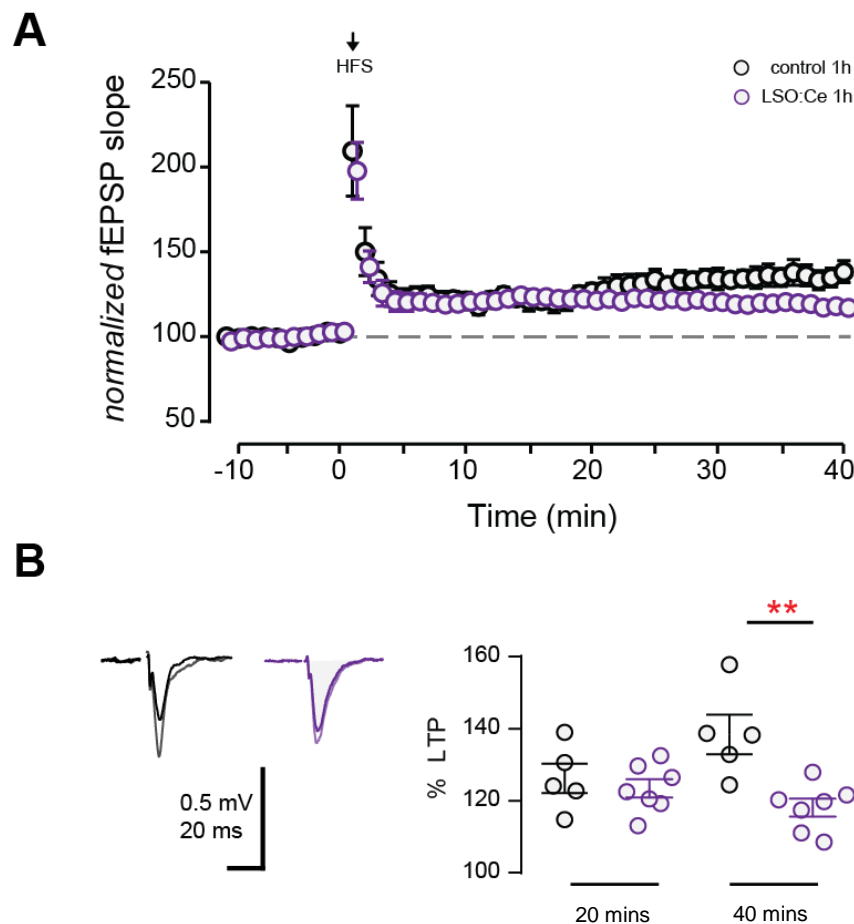 A
HFS
control 1h
LSO:Ce 1h
normalized fEPSP slope
250
200
150
100
50
-10 0 10 20 30 40
Time (min)
B
0.5 mV
20 ms
**
% LTP
160
140
120
100
20 mins 40 mins